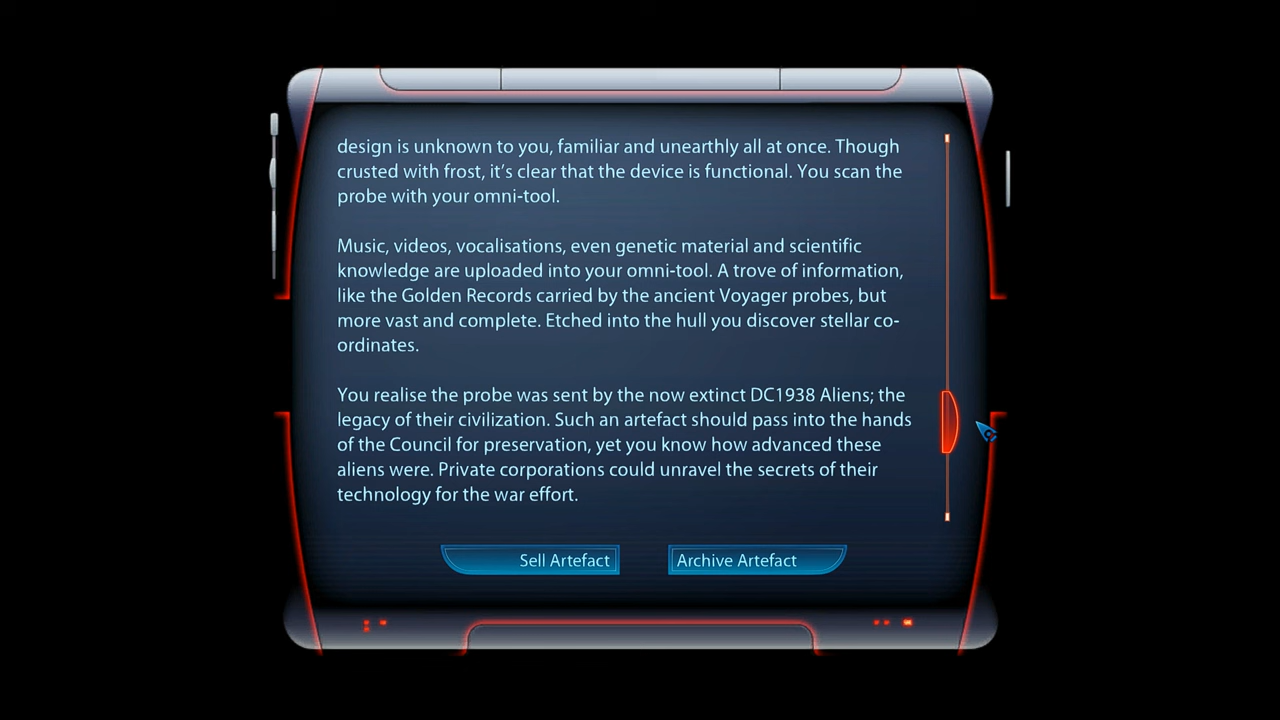 design is unknown to you, familiar and unearthly all at once. Though
crusted with frost, it’s clear that the device is functional. You scan the
probe with your omni-tool.
Music, videos, vocalisations, even genetic material and scientific
knowledge are uploaded into your omni-tool. A trove of information,
like the Golden Records carried by the ancient Voyager probes, but
more vast and complete. Etched into the hull you discover stellar co-
ordinates.
You realise the probe was sent by the now extinct DC1938 Aliens; the
legacy of their civilization. Such an artefact should pass into the hands
of the Council for preservation, yet you know how advanced these
aliens were. Private corporations could unravel the secrets of their
technology for the war effort.
Sell Artefact
Archive Artefact